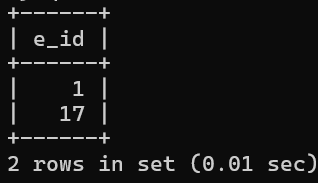 +------+
| e_id |
+------+
|    1 |
|   17 |
+------+
2 rows in set (0.01 sec)